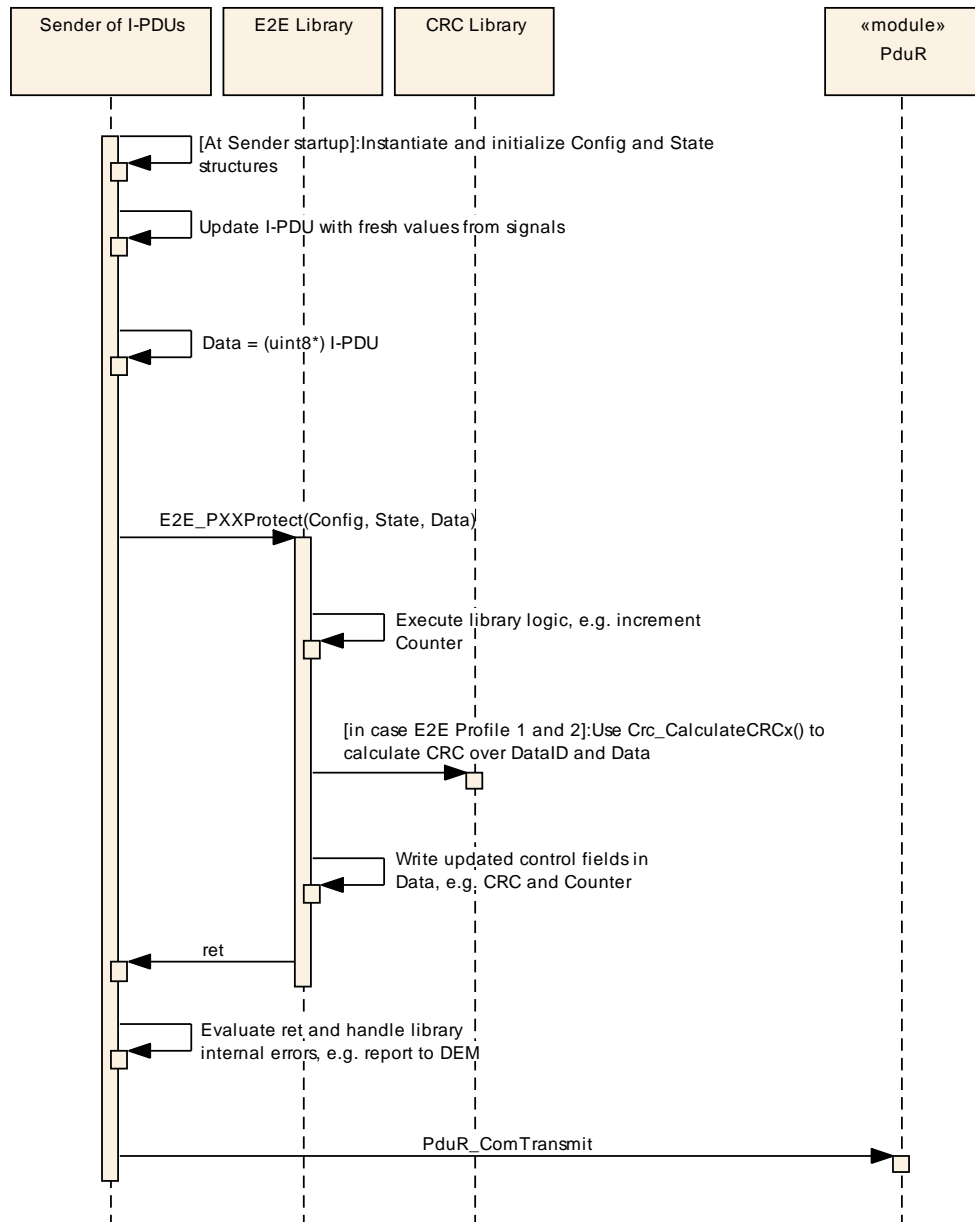 Sender of I-PDUs
E2E Library
CRC Library
«module»
PduR
[At Sender startup]:Instantiate and initialize Config and State
structures
Update I-PDU with fresh values from signals
Data = (uint8*) I-PDU
E2E_PXXProtect(Config, State, Data)
Execute library logic, e.g. increment
Counter
[in case E2E Profile 1 and 2]:Use Crc_CalculateCRCx() to
calculate CRC over DataID and Data
Write updated control fields in
Data, e.g. CRC and Counter
ret
Evaluate ret and handle library
internal errors, e.g. report to DEM
PduR_ComTransmit